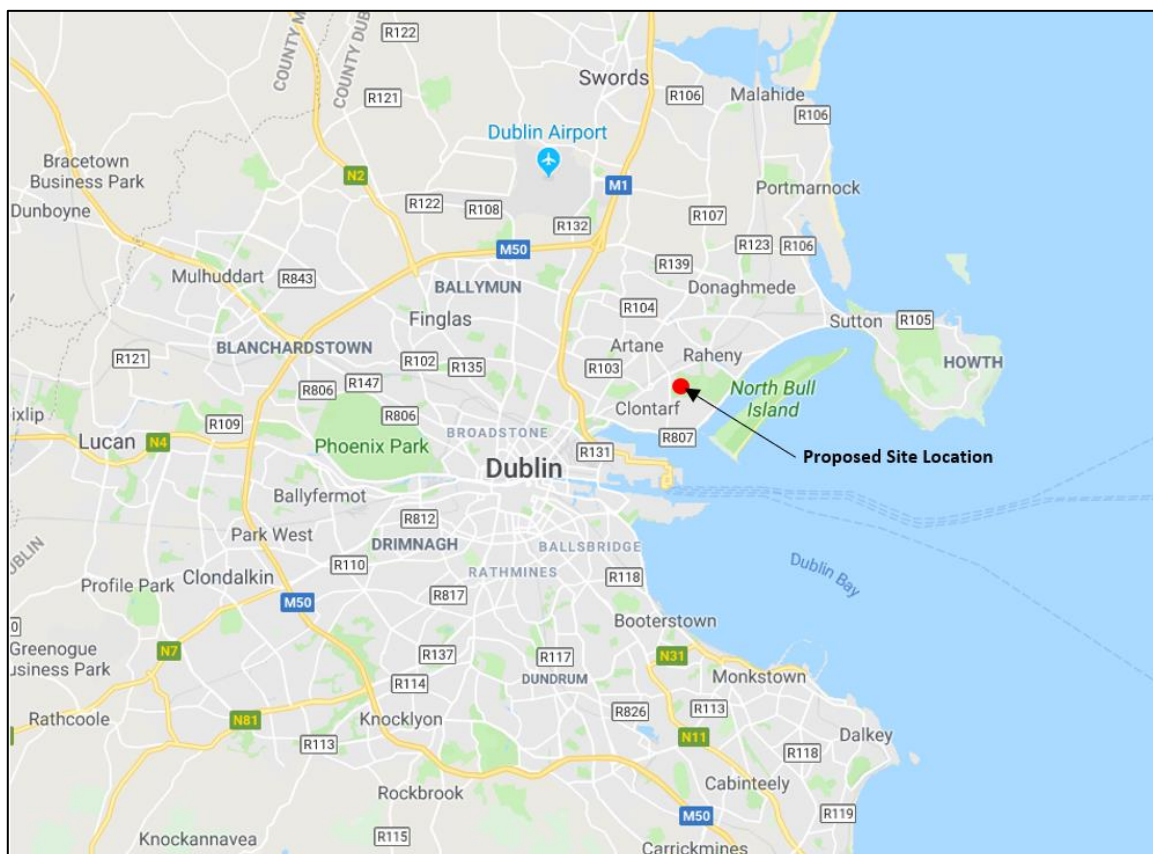 COUNTY M
COUNTY DUB
R122
Swords
R106
Malahide
R121
R106
Dublin Airport
Bracetown
Business Park
N2
M1
Portmarnock
Dunboyne
R122
R108
R107
R132
R123
R106
M50
Mulhuddart
R843
R139
BALLYMUN
Donaghmede
R104
Finglas
Sutton
R105
Artane
BLANCHARDSTOWN
Raheny
R121
R102
R135
R103
HOWTH
R147
R806
North Bull
Island
Clontarf
R806
R109
BROADSTONE
R807
Lucan
N4
Phoenix Park
R131
Proposed Site Location
Dublin
Ballyfermot
R812
Park West
DRIMNAGH
BALLSBRIDGE
R110
RATHMINES
Dublin Bay
Clondalkin
R118
Profile Park
R817
M50
Booterstown
Greenogue
usiness Park
N7
R137
R117
N31
Monkstown
DUNDRUM
R114
R113
Rathcoole
N81
Knocklyon
R826
R113
N11
R118
Dalkey
Cabinteely
Rockbrook
M50
R119
Knockannavea
R115
Carrickmines